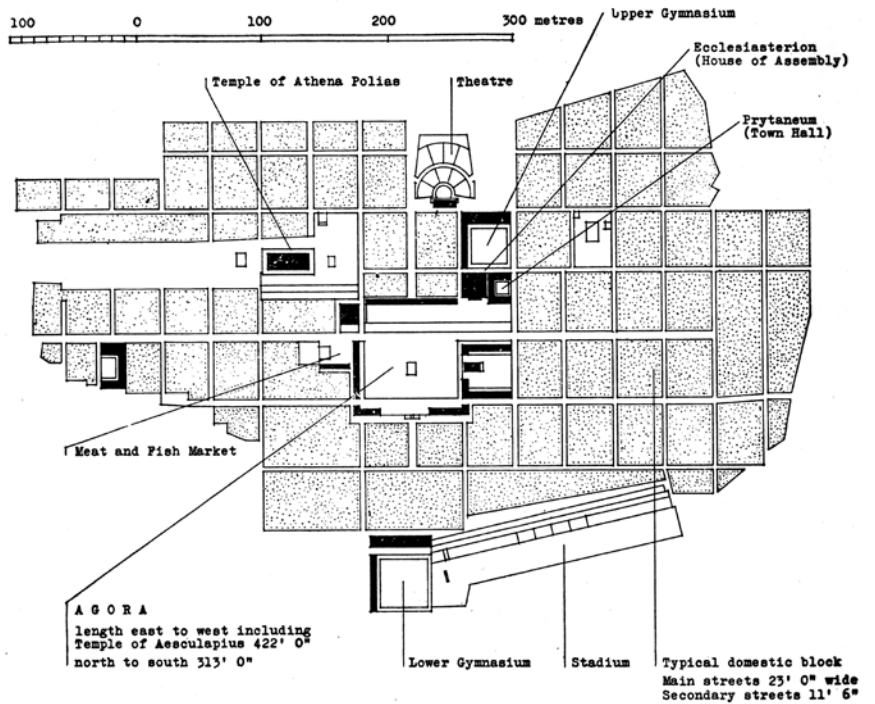 100 0 100 200 300 metres
Upper Gymnasium
Ecclesiasterion
(House of Assembly)
Temple of Athena Polias
Theatre
Prytaneum
(Town Hall)
Meat and Fish Market
AGORA
length east to west including
Temple of Aesculapius 422' 0"
north to south 313' 0"
Lower Gymnasium
Stadium
Typical domestic block
Main streets 23' 0" wide
Secondary streets 11' 6"